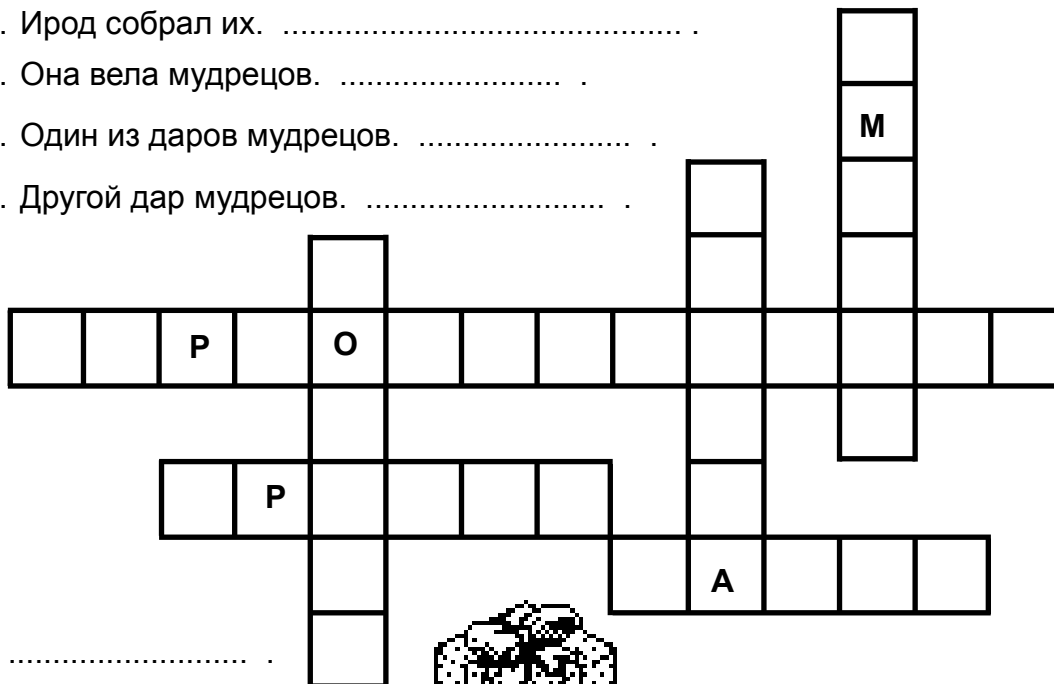 . Ирод собрал их. ............................................. .
. Она вела мудрецов. ......................... .
. Один из даров мудрецов. ........................ .
. Другой дар мудрецов. ........................... .
М
Р О
Р
А
........................... .